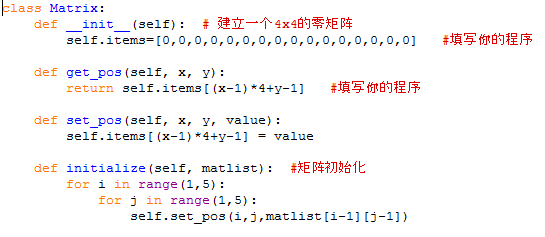 class Matrix:
    def __init__(self):  # 建立一个4x4的零矩阵
        self.items=[0,0,0,0,0,0,0,0,0,0,0,0,0,0,0,0]   #填写你的程序
    def get_pos(self, x, y):
        return self.items[(x-1)*4+y-1]   #填写你的程序
    def set_pos(self, x, y, value):
        self.items[(x-1)*4+y-1] = value
    def initialize(self, matlist):  #矩阵初始化
        for i in range(1,5):
            for j in range(1,5):
                self.set_pos(i,j,matlist[i-1][j-1])